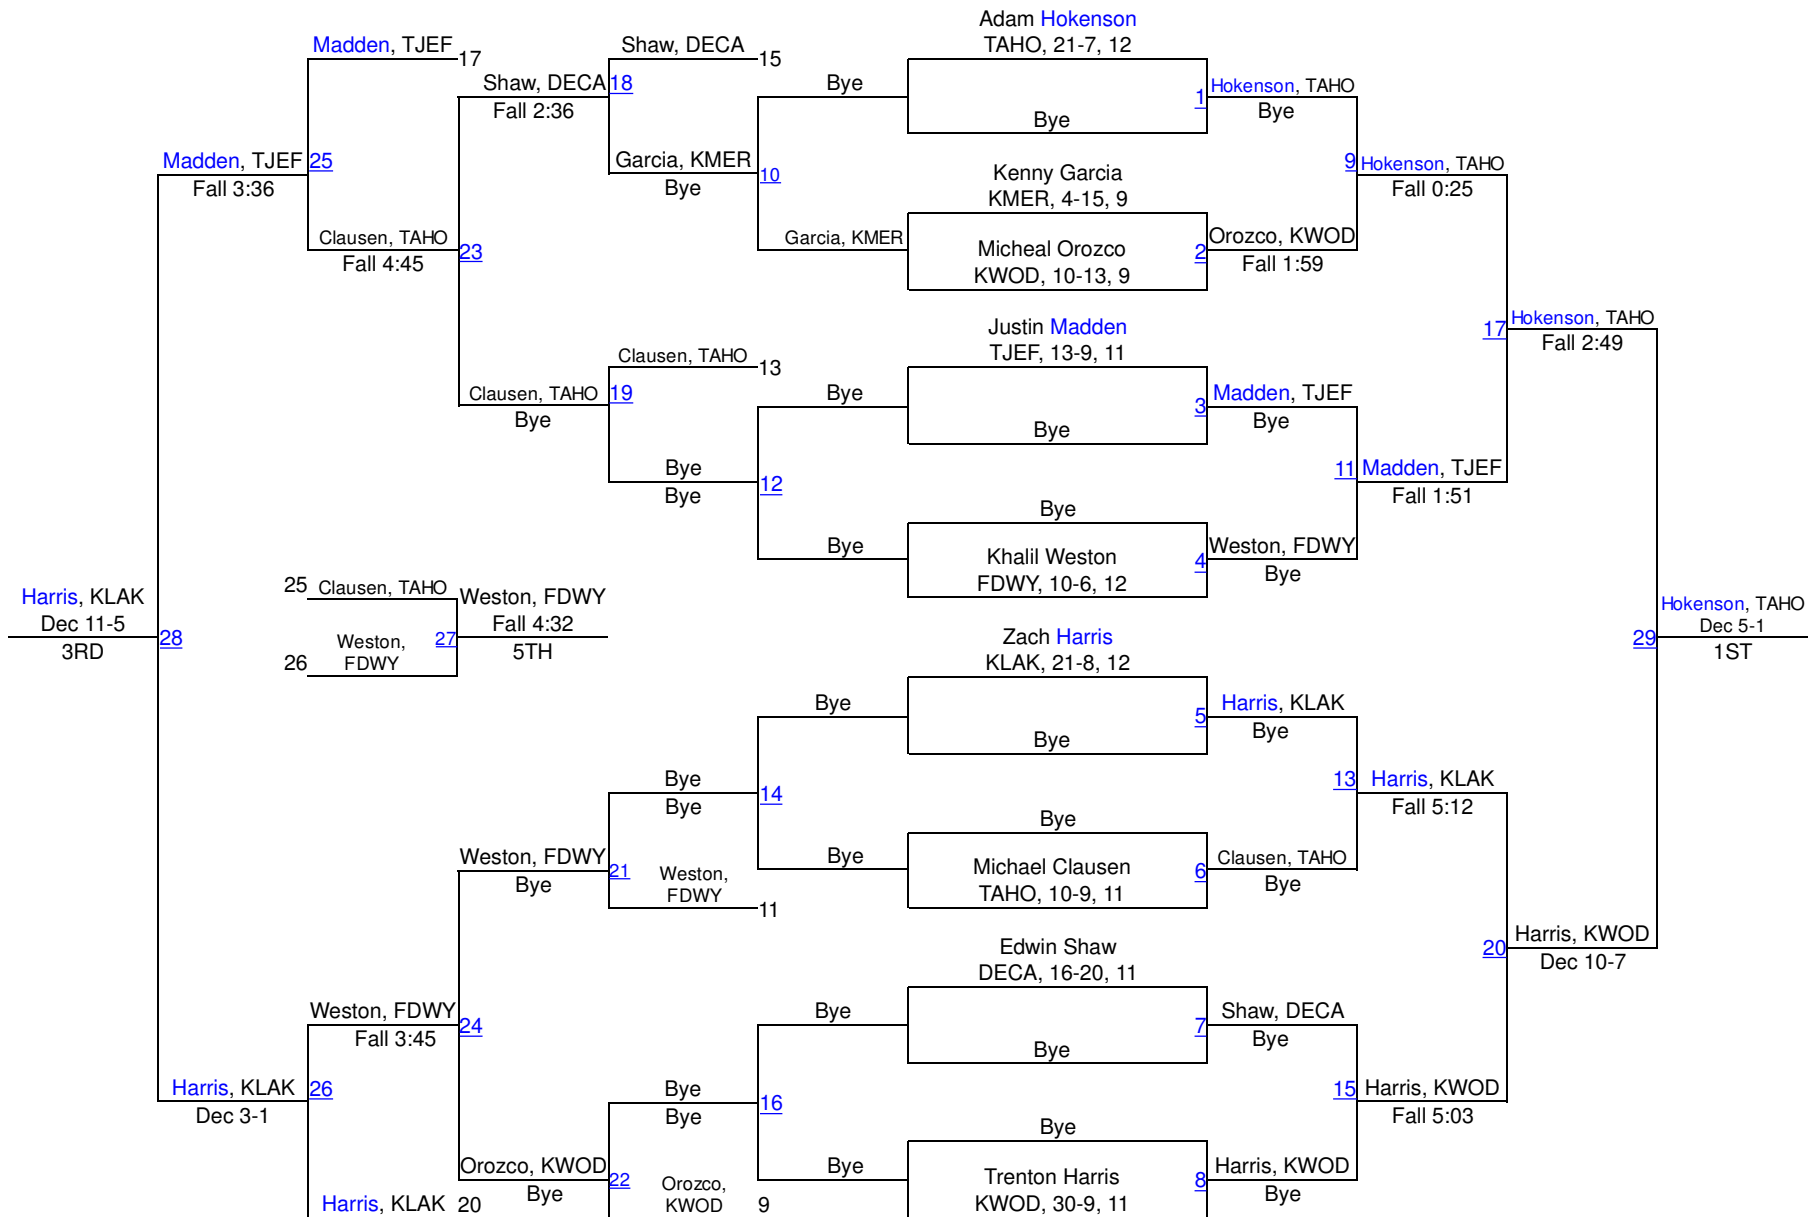 Adam Hokenson
TAHO, 21-7, 12
Bye
Kenny Garcia
KMER, 4-15, 9
Micheal Orozco
KWOD, 10-13, 9
Justin Madden
TJEF, 13-9, 11
Bye
Bye
Khalil Weston
FDWY, 10-6, 12
Zach Harris
KLAK, 21-8, 12
Bye
Bye
Michael Clausen
TAHO, 10-9, 11
Edwin Shaw
DECA, 16-20, 11
Bye
Bye
Trenton Harris
KWOD, 30-9, 11
1
Hokenson, TAHO
Bye
2
Orozco, KWOD
Fall 1:59
3
Madden, TJEF
Bye
4
Weston, FDWY
Bye
5
Harris, KLAK
Bye
6
Clausen, TAHO
Bye
7
Shaw, DECA
Bye
8
Harris, KWOD
Bye
9
Hokenson, TAHO
Fall 0:25
11
Madden, TJEF
Fall 1:51
13
Harris, KLAK
Fall 5:12
15
Harris, KWOD
Fall 5:03
17
Hokenson, TAHO
Fall 2:49
20
Harris, KWOD
Dec 10-7
29
Hokenson, TAHO
Dec 5-1
1ST
Bye
Garcia, KMER
Bye
Bye
Bye
Bye
Bye
Bye
Shaw, DECA
15
Garcia, KMER
Bye
10
Clausen, TAHO
13
Bye
Bye
12
Bye
Bye
14
Weston,
FDWY
11
Bye
Bye
16
Orozco,
KWOD
9
Shaw, DECA
Fall 2:36
18
Clausen, TAHO
Bye
19
Weston, FDWY
Bye
21
Orozco, KWOD
Bye
22
Madden, TJEF
17
Clausen, TAHO
Fall 4:45
23
Weston, FDWY
Fall 3:45
24
Harris, KLAK
20
Madden, TJEF
Fall 3:36
25
Harris, KLAK
Dec 3-1
26
25
Clausen, TAHO
26
Weston,
FDWY
27
Weston, FDWY
Fall 4:32
5TH
Harris, KLAK
Dec 11-5
3RD
28